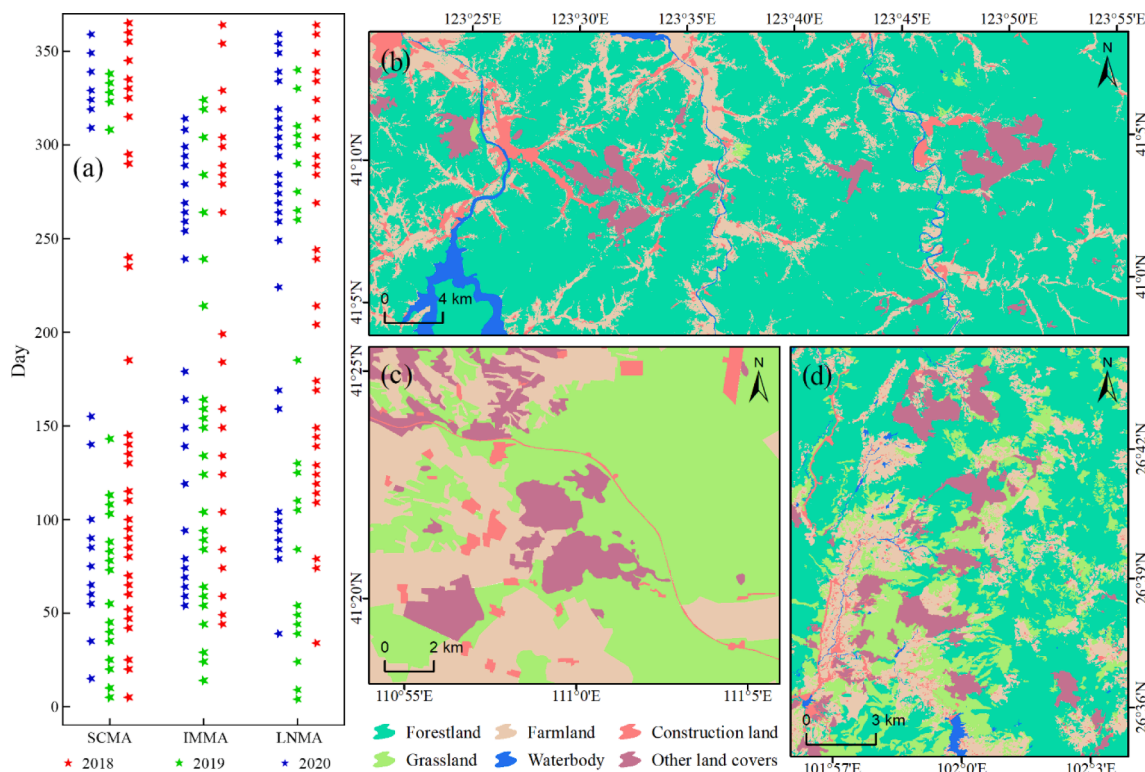 (a)
Day
350
300
250
200
150
100
50
0
SCMA IMMA LNMA
2018 2019 2020
(b)
123°25'E 123°30'E 123°35'E 123°40'E 123°45'E 123°50'E 123°55'E
41°10'N
41°5'N
41°5'N
41°0'N
N
0 4 km
(c)
41°25'N
41°20'N
N
0 2 km
110°55'E 111°0'E 111°5'E
(d)
N
26°42'N
26°39'N
26°36'N
0 3 km
101°57'E 102°0'E 102°3'E
Forestland Farmland Construction land
Grassland Waterbody Other land covers